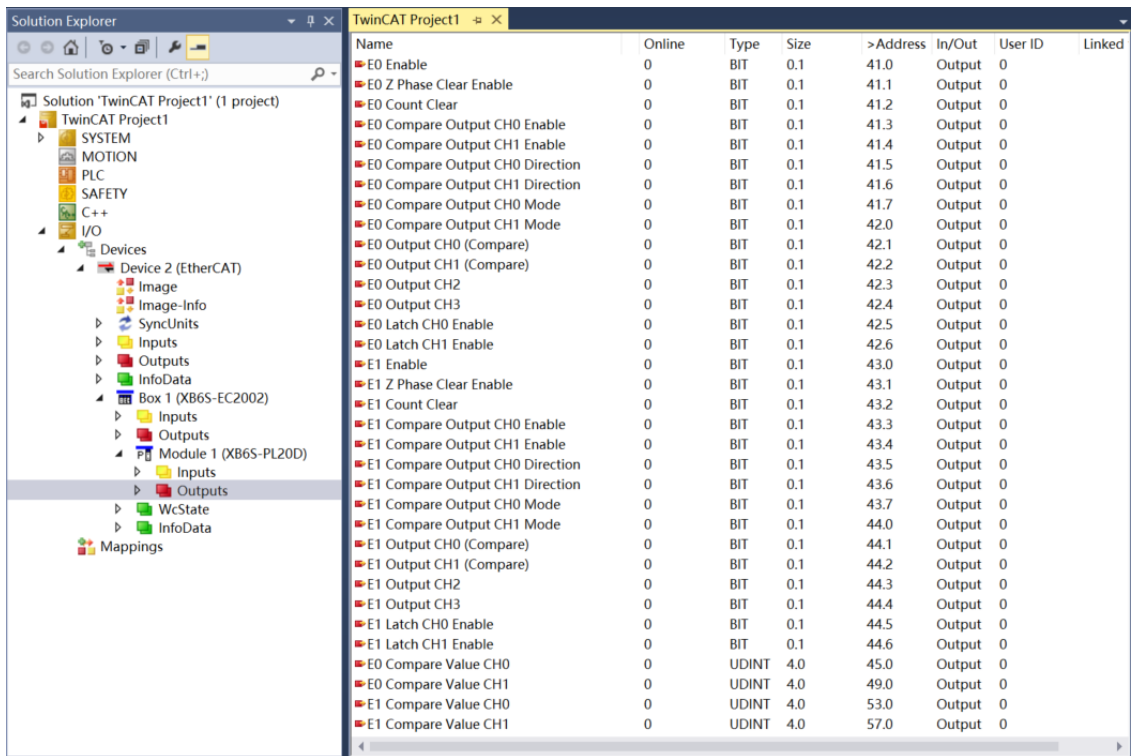 Solution Explorer
Search Solution Explorer (Ctrl+;)
Solution 'TwinCAT Project1' (1 project)
TwinCAT Project1
SYSTEM
MOTION
PLC
SAFETY
C++
I/O
Devices
Device 2 (EtherCAT)
Image
Image-Info
SyncUnits
Inputs
Outputs
InfoData
Box 1 (XB6S-EC2002)
Inputs
Outputs
Module 1 (XB6S-PL20D)
Inputs
Outputs
WcState
InfoData
Mappings
TwinCAT Project1
Name Online Type Size >Address In/Out User ID Linked
E0 Enable 0 BIT 0.1 41.0 Output 0
E0 Z Phase Clear Enable 0 BIT 0.1 41.1 Output 0
E0 Count Clear 0 BIT 0.1 41.2 Output 0
E0 Compare Output CH0 Enable 0 BIT 0.1 41.3 Output 0
E0 Compare Output CH1 Enable 0 BIT 0.1 41.4 Output 0
E0 Compare Output CH0 Direction 0 BIT 0.1 41.5 Output 0
E0 Compare Output CH1 Direction 0 BIT 0.1 41.6 Output 0
E0 Compare Output CH0 Mode 0 BIT 0.1 41.7 Output 0
E0 Compare Output CH1 Mode 0 BIT 0.1 42.0 Output 0
E0 Output CH0 (Compare) 0 BIT 0.1 42.1 Output 0
E0 Output CH1 (Compare) 0 BIT 0.1 42.2 Output 0
E0 Output CH2 0 BIT 0.1 42.3 Output 0
E0 Output CH3 0 BIT 0.1 42.4 Output 0
E0 Latch CH0 Enable 0 BIT 0.1 42.5 Output 0
E0 Latch CH1 Enable 0 BIT 0.1 42.6 Output 0
E1 Enable 0 BIT 0.1 43.0 Output 0
E1 Z Phase Clear Enable 0 BIT 0.1 43.1 Output 0
E1 Count Clear 0 BIT 0.1 43.2 Output 0
E1 Compare Output CH0 Enable 0 BIT 0.1 43.3 Output 0
E1 Compare Output CH1 Enable 0 BIT 0.1 43.4 Output 0
E1 Compare Output CH0 Direction 0 BIT 0.1 43.5 Output 0
E1 Compare Output CH1 Direction 0 BIT 0.1 43.6 Output 0
E1 Compare Output CH0 Mode 0 BIT 0.1 43.7 Output 0
E1 Compare Output CH1 Mode 0 BIT 0.1 44.0 Output 0
E1 Output CH0 (Compare) 0 BIT 0.1 44.1 Output 0
E1 Output CH1 (Compare) 0 BIT 0.1 44.2 Output 0
E1 Output CH2 0 BIT 0.1 44.3 Output 0
E1 Output CH3 0 BIT 0.1 44.4 Output 0
E1 Latch CH0 Enable 0 BIT 0.1 44.5 Output 0
E1 Latch CH1 Enable 0 BIT 0.1 44.6 Output 0
E0 Compare Value CH0 0 UDINT 4.0 45.0 Output 0
E0 Compare Value CH1 0 UDINT 4.0 49.0 Output 0
E1 Compare Value CH0 0 UDINT 4.0 53.0 Output 0
E1 Compare Value CH1 0 UDINT 4.0 57.0 Output 0